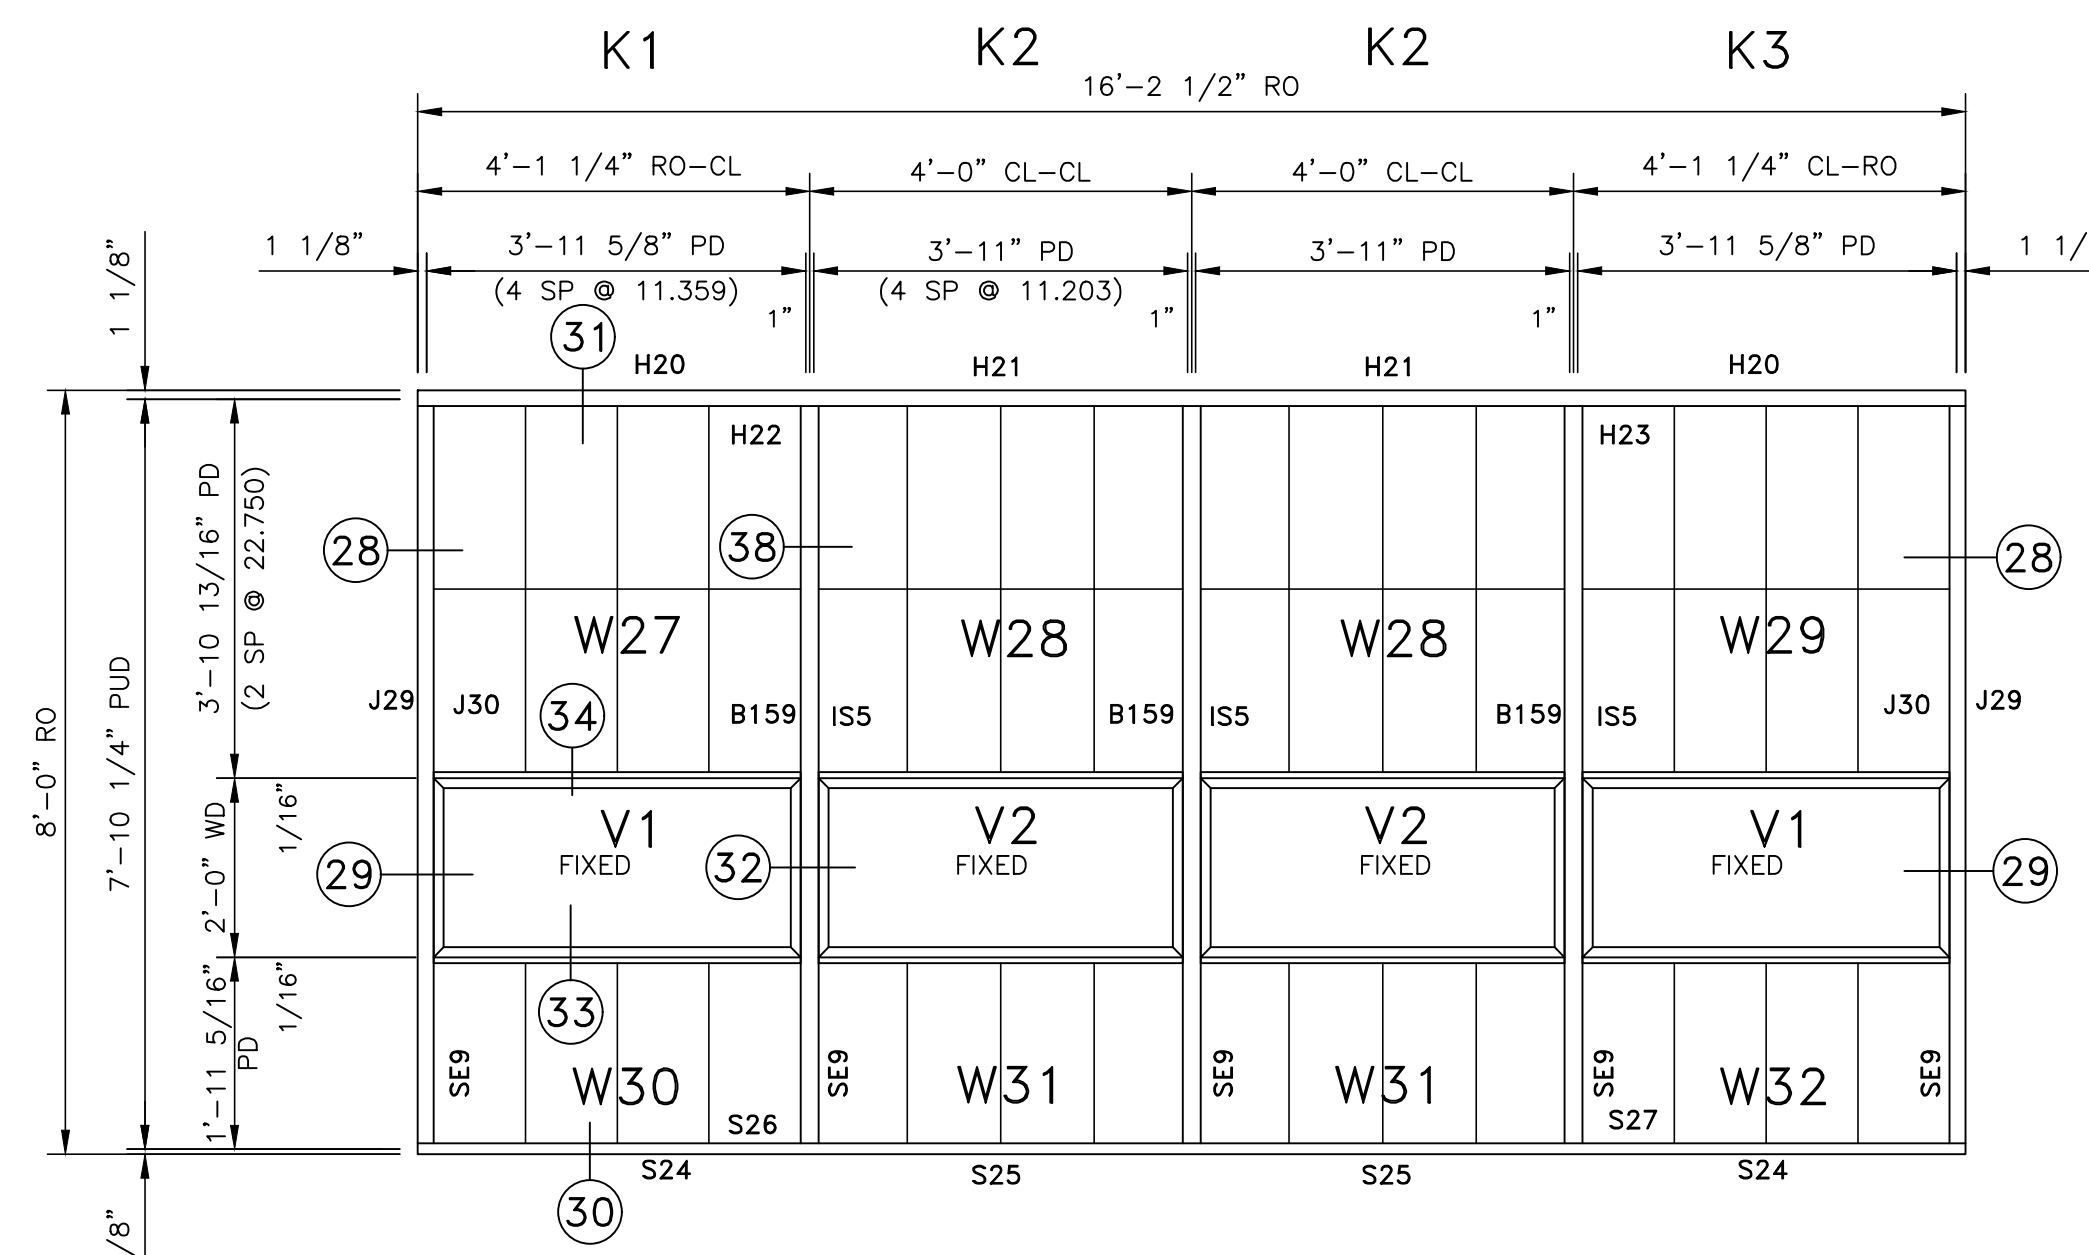 K1 K2 K2 K3
16'-2 1/2" RO
4'-1 1/4" RO-CL 4'-0" CL-CL 4'-0" CL-CL 4'-1 1/4" CL-RO
1 1/8" 3'-11 5/8" PD 3'-11" PD 3'-11" PD 3'-11 5/8" PD
(4 SP @ 11.359) (4 SP @ 11.203)
1" 1" 1"
1 1/8"
31
H20 H21 H21 H20
H22 H23
28 38 28
3'-10 13/16" PD
(2 SP @ 22.750)
W27 W28 W28 W29
J29 J30 34 B159 IS5 B159 IS5 B159 IS5 J30 J29
8'-0" RO
7'-10 1/4" PUD
2'-0" WD
1/16"
V1 V2 V2 V1
FIXED FIXED FIXED FIXED
29 32 29
1/16"
1'-11 5/16"
PD
33
SE9 SE9 SE9 SE9 SE9
W30 W31 W31 W32
S26 S27
S24 S25 S25 S24
30